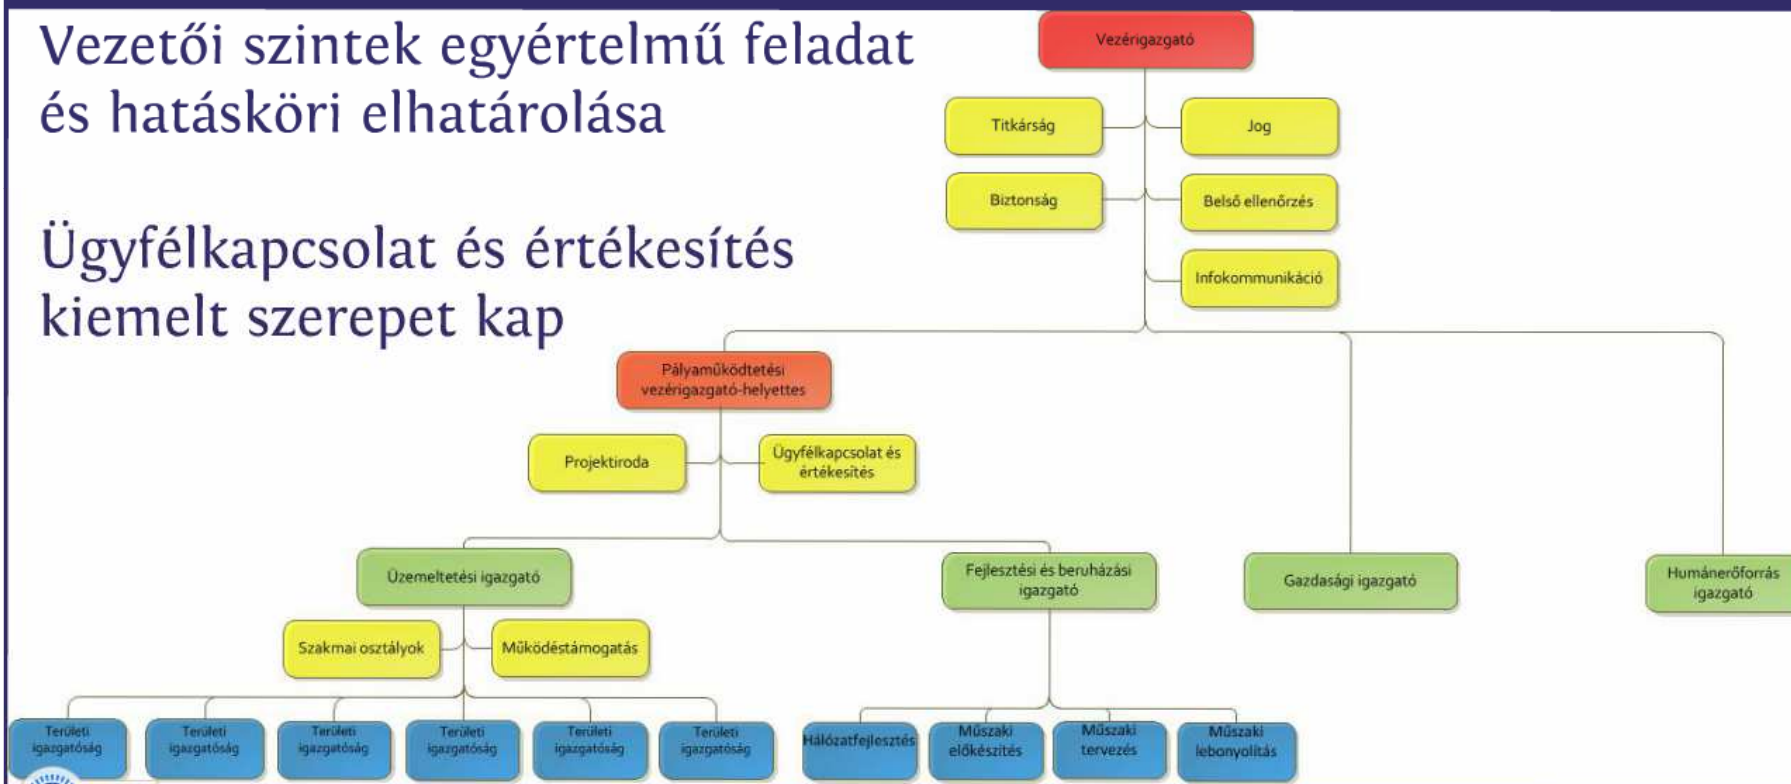 Vezetői szintek egyértelmű feladat
és hatásköri elhatárolása
Ügyfélkapcsolat és értékesítés
kiemelt szerepet kap
Vezérigazgató
Titkárság
Jog
Biztonság
Belső ellenőrzés
Infokommunikáció
Pályaműködtetési
vezérigazgató-helyettes
Projektiroda
Ügyfélkapcsolat és
értékesítés
Üzemeltetési igazgató
Fejlesztési és beruházási
igazgató
Gazdasági igazgató
Humánerőforrás
igazgató
Szakmai osztályok
Működéstámogatás
Területi
igazgatóság
Területi
igazgatóság
Területi
igazgatóság
Területi
igazgatóság
Területi
igazgatóság
Területi
igazgatóság
Hálózatfejlesztés
Műszaki
előkészítés
Műszaki
tervezés
Műszaki
lebonyolítás